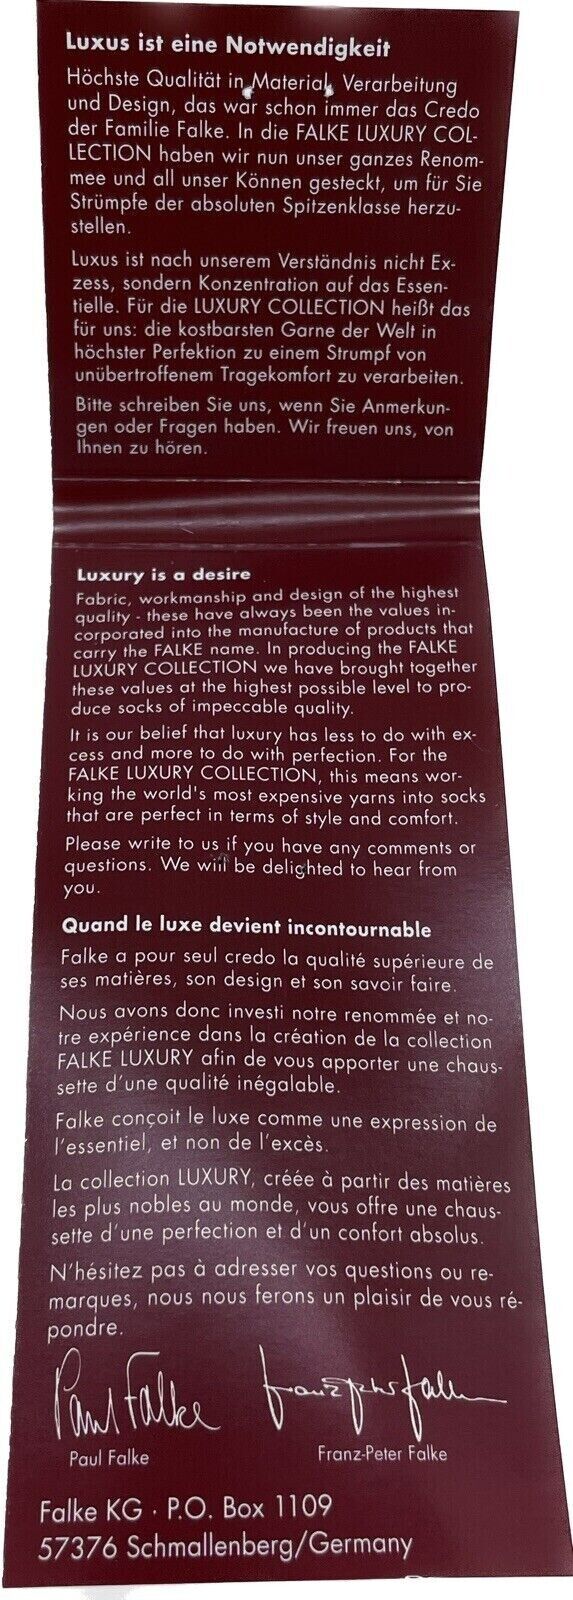 Luxus ist eine Notwendigkeit
Höchste Qualität in Material, Verarbeitung
und Design, das war schon immer das Credo
der Familie Falke. In die FALKE LUXURY COL-
LECTION haben wir nun unser ganzes Renom-
mee und all unser Können gesteckt, um für Sie
Strümpfe der absoluten Spitzenklasse herzu-
stellen.
Luxus ist nach unserem Verständnis nicht Ex-
zess, sondern Konzentration auf das Essen-
tielle. Für die LUXURY COLLECTION heißt das
für uns: die kostbarsten Garne der Welt in
höchster Perfektion zu einem Strumpf von
unübertroffenem Tragekomfort zu verarbeiten.
Bitte schreiben Sie uns, wenn Sie Anmerkun-
gen oder Fragen haben. Wir freuen uns, von
Ihnen zu hören.
Luxury is a desire
Fabric, workmanship and design of the highest
quality - these have always been the values in-
corporated into the manufacture of products that
carry the FALKE name. In producing the FALKE
LUXURY COLLECTION we have brought together
these values at the highest possible level to pro-
duce socks of impeccable quality.
It is our belief that luxury has less to do with ex-
cess and more to do with perfection. For the
FALKE LUXURY COLLECTION, this means wor-
king the world's most expensive yarns into socks
that are perfect in terms of style and comfort.
Please write to us if you have any comments or
questions. We will be delighted to hear from
you.
Quand le luxe devient incontournable
Falke a pour seul credo la qualité supérieure de
ses matières, son design et son savoir faire.
Nous avons donc investi notre renommée et no-
tre expérience dans la création de la collection
FALKE LUXURY afin de vous apporter une chaus-
sette d'une qualité inégalable.
Falke conçoit le luxe comme une expression de
l'essentiel, et non de l'excès.
La collection LUXURY, créée à partir des matières
les plus nobles au monde, vous offre une chaus-
sette d'une perfection et d'un confort absolus.
N'hésitez pas à adresser vos questions ou re-
marques, nous nous ferons un plaisir de vous ré-
pondre.
Paul Falke Franz-Peter Falke
Paul Falke Franz-Peter Falke
Falke KG · P.O. Box 1109
57376 Schmallenberg/Germany